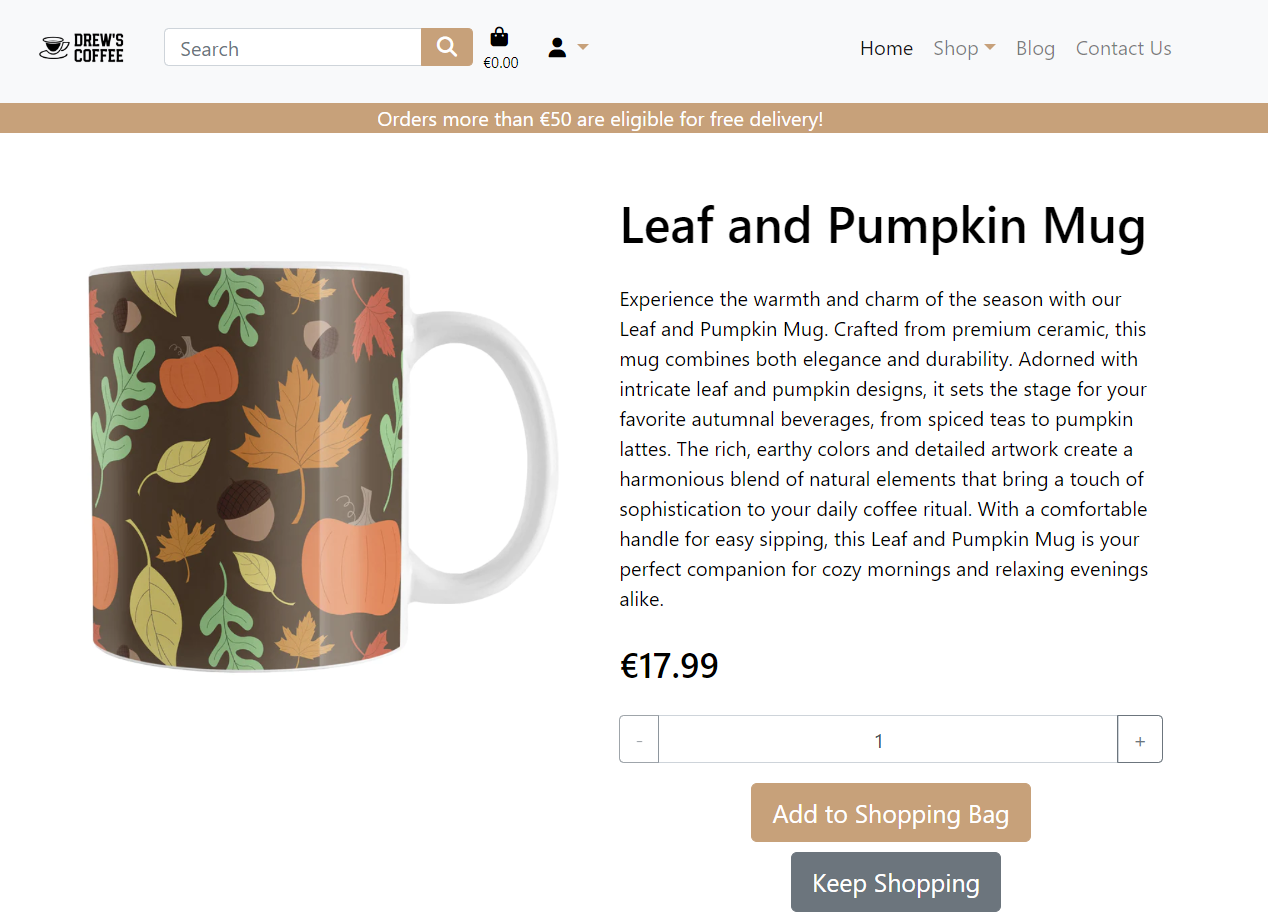 DREW'S
COFFEE
Search
€0.00
Home
Shop
Blog
Contact Us
Orders more than €50 are eligible for free delivery!
Leaf and Pumpkin Mug
Experience the warmth and charm of the season with our
Leaf and Pumpkin Mug. Crafted from premium ceramic, this
mug combines both elegance and durability. Adorned with
intricate leaf and pumpkin designs, it sets the stage for your
favorite autumnal beverages, from spiced teas to pumpkin
lattes. The rich, earthy colors and detailed artwork create a
harmonious blend of natural elements that bring a touch of
sophistication to your daily coffee ritual. With a comfortable
handle for easy sipping, this Leaf and Pumpkin Mug is your
perfect companion for cozy mornings and relaxing evenings
alike.
€17.99
- 1 +
Add to Shopping Bag
Keep Shopping